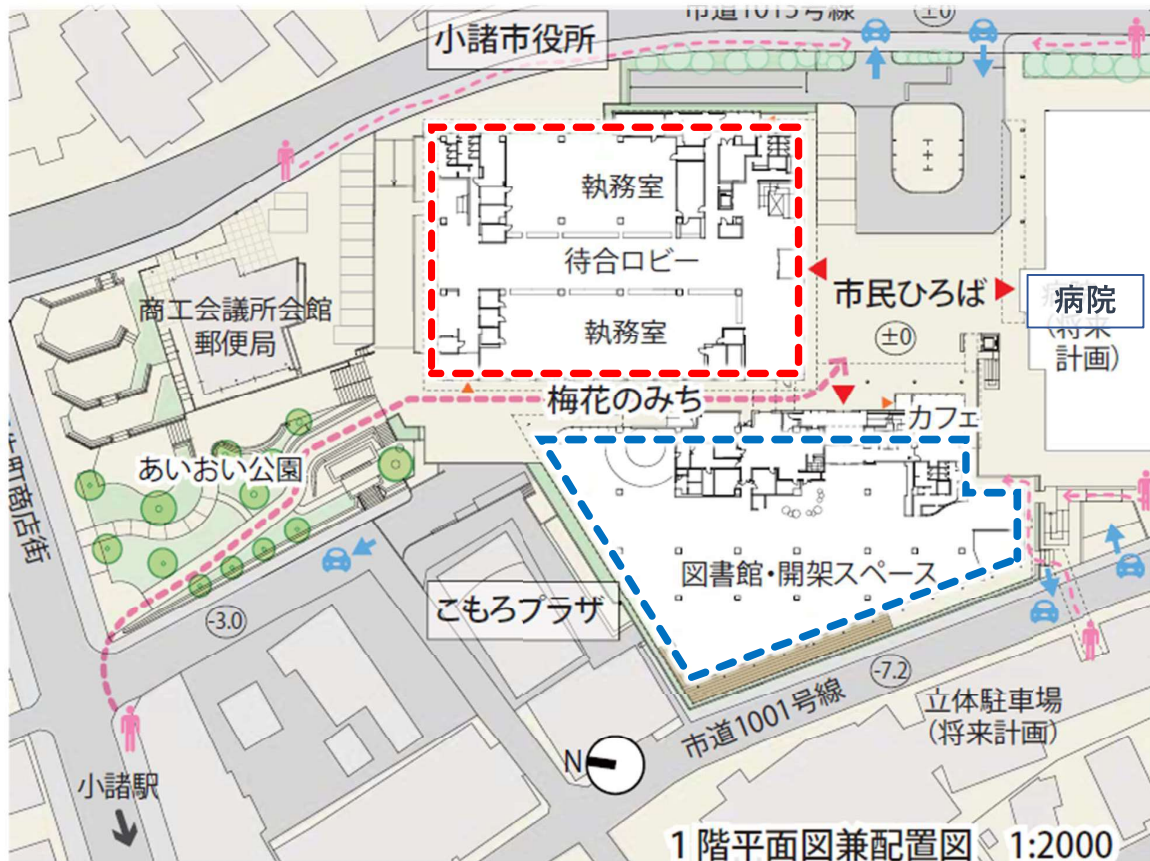 市道1015号線
±0
小諸市役所
執務室
待合ロビー
執務室
市民ひろば
±0
病院
(将来
計画)
商工会議所会館
郵便局
梅花のみち
カフェ
あいおい公園
町商店街
図書館・開架スペース
こもろプラザ
-3.0
-7.2
市道1001号線
立体駐車場
(将来計画)
N
小諸駅
1階平面図兼配置図 1:2000